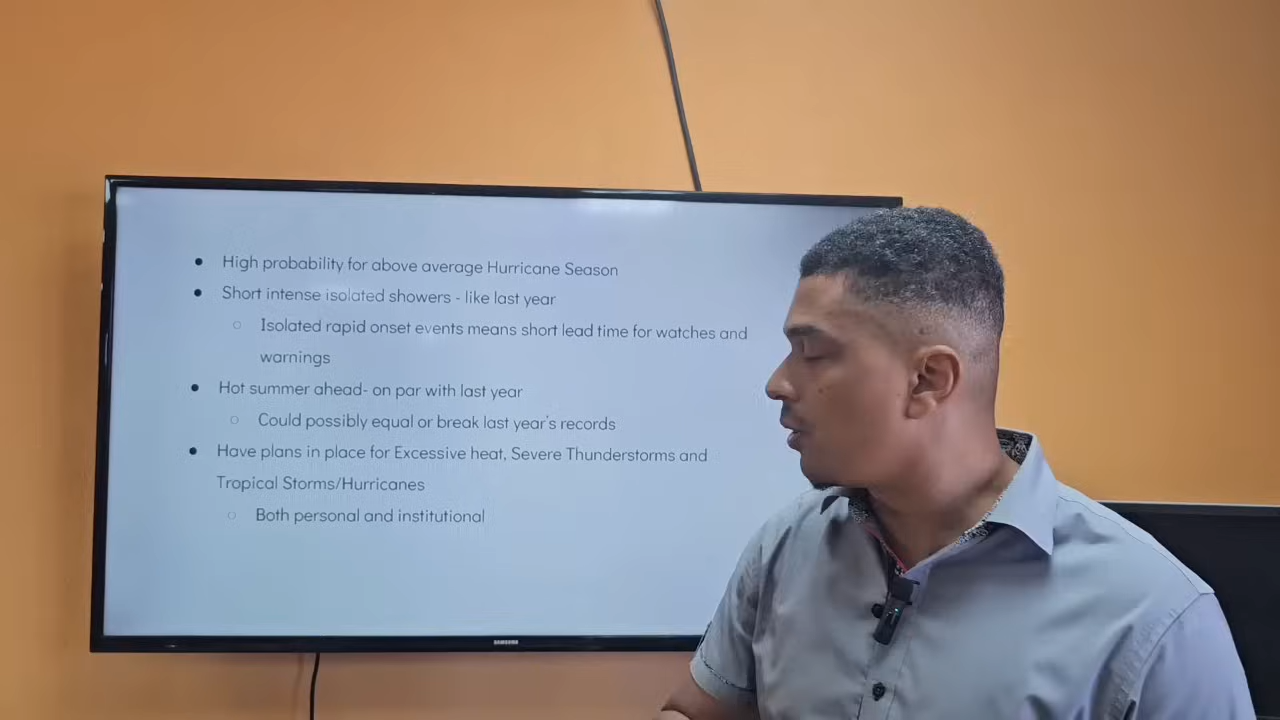 • High probability for above average Hurricane Season
• Short intense isolated showers - like last year
○ Isolated rapid onset events means short lead time for watches and
warnings
• Hot summer ahead- on par with last year
○ Could possibly equal or break last year's records
• Have plans in place for Excessive heat, Severe Thunderstorms and
Tropical Storms/Hurricanes
○ Both personal and institutional
SAMSUNG